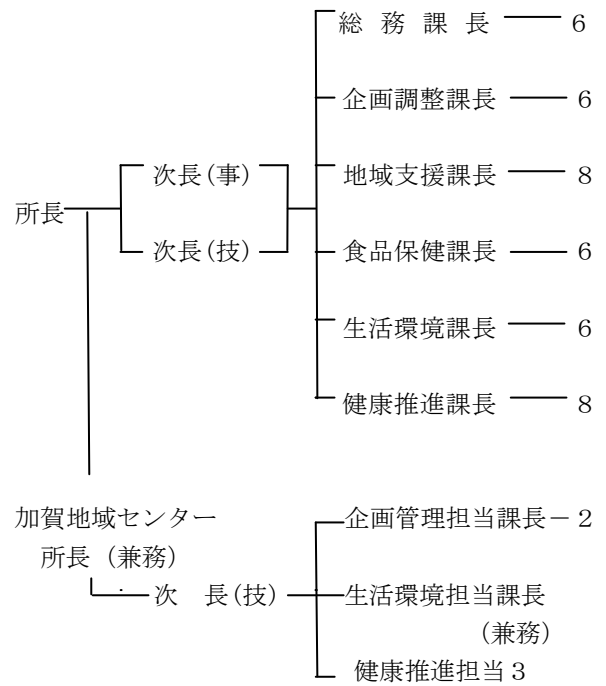 総務課長 6
企画調整課長 6
次長(事) 地域支援課長 8
所長
次長(技) 食品保健課長 6
生活環境課長 6
健康推進課長 8
加賀地域センター 企画管理担当課長－2
所長（兼務）
次　長(技) 生活環境担当課長
（兼務）
健康推進担当３